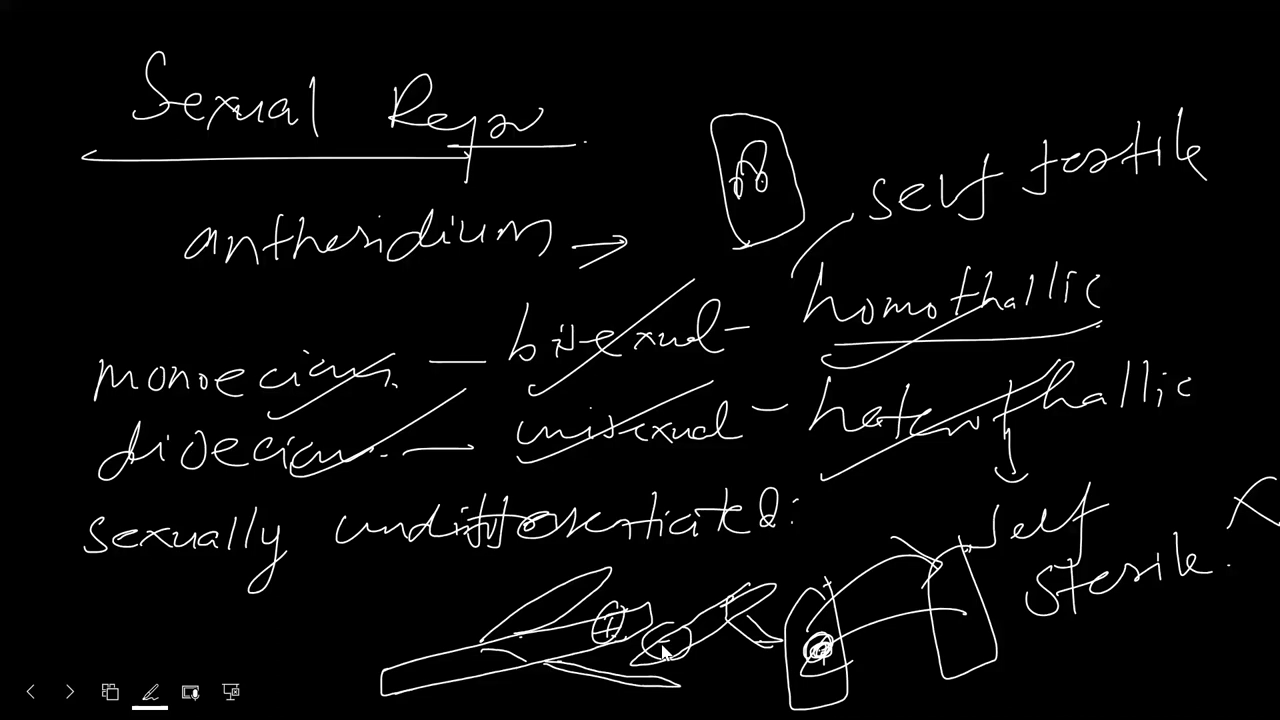 Sexual Repr
antheridium →
self fertile
monoecious — bisexual - homothallic
dioecious — unisexual - heterothallic
sexually undifferentiated:
self
sterile.
+
-